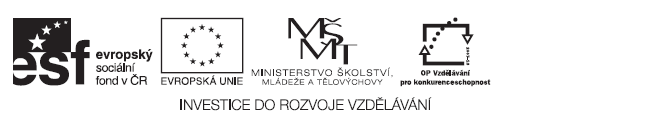 esf evropský
sociální
fond v ČR
EVROPSKÁ UNIE
MŠMT
MINISTERSTVO ŠKOLSTVÍ,
MLÁDEŽE A TĚLOVÝCHOVY
OP Vzdělávání
pro konkurenceschopnost
INVESTICE DO ROZVOJE VZDĚLÁVÁNÍ